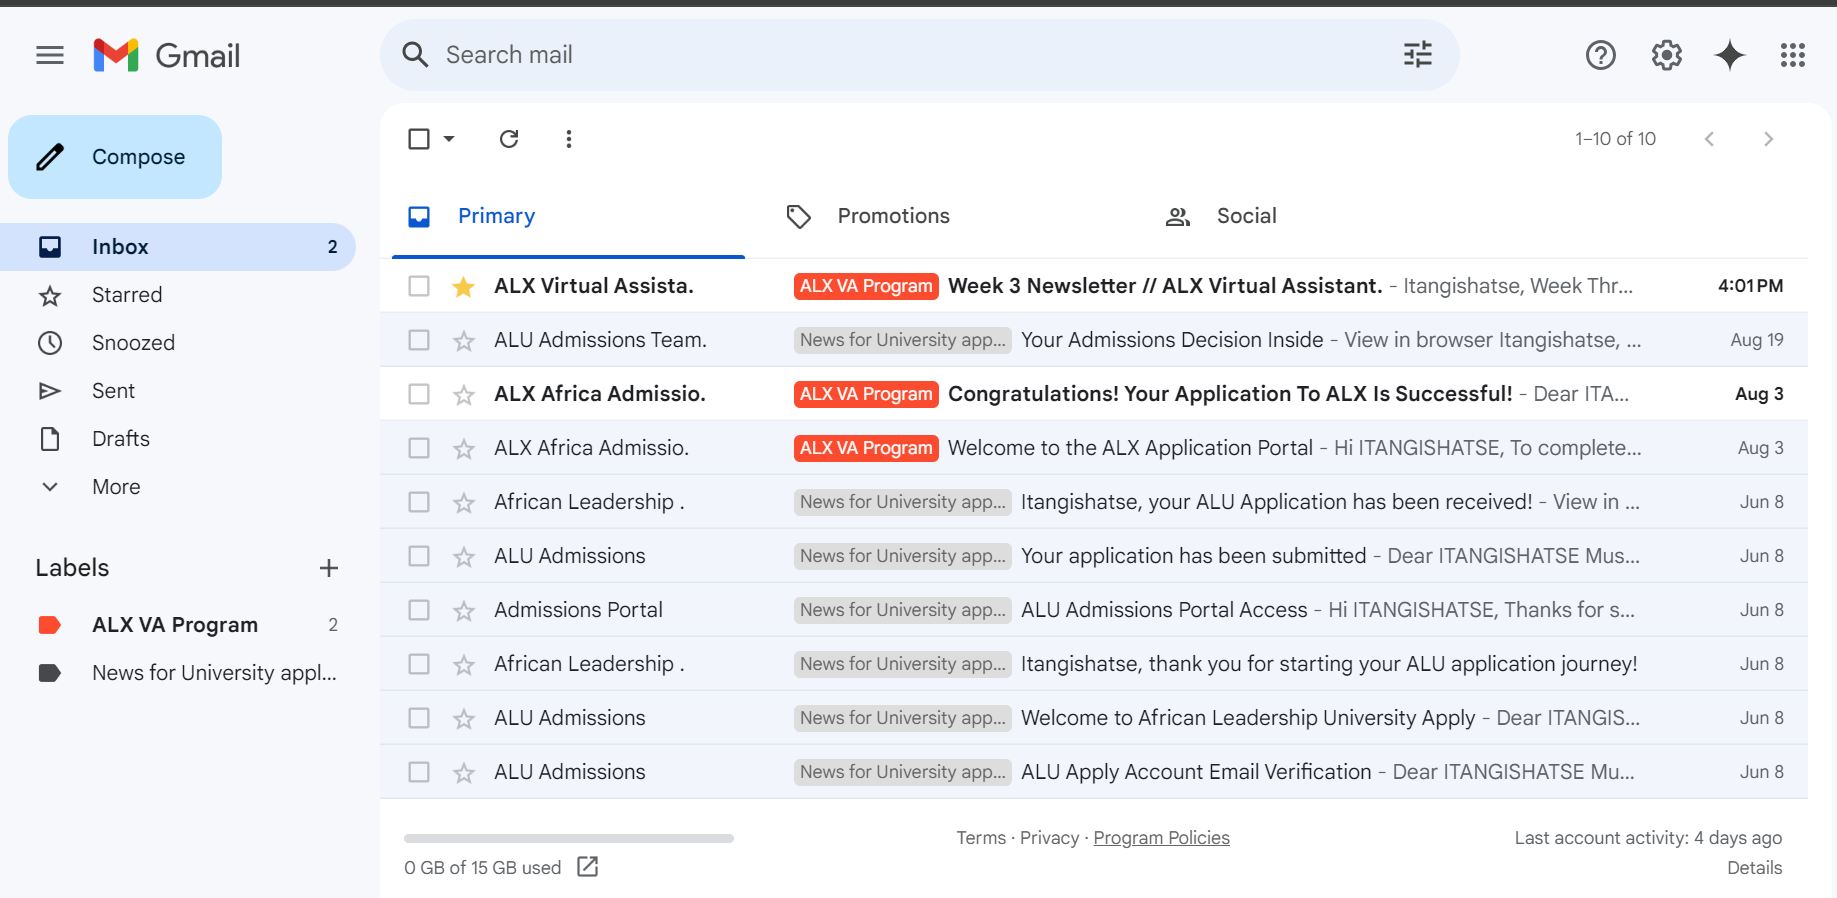 Gmail
Search mail
Compose
1–10 of 10
Inbox 2
Starred
Snoozed
Sent
Drafts
More
Labels
ALX VA Program 2
News for University appl...
Primary
Promotions
Social
ALX Virtual Assista. ALX VA Program Week 3 Newsletter // ALX Virtual Assistant. - Itangishatse, Week Thr... 4:01 PM
ALU Admissions Team. News for University app... Your Admissions Decision Inside - View in browser Itangishatse, ... Aug 19
ALX Africa Admissio. ALX VA Program Congratulations! Your Application To ALX Is Successful! - Dear ITA... Aug 3
ALX Africa Admissio. ALX VA Program Welcome to the ALX Application Portal - Hi ITANGISHATSE, To complete... Aug 3
African Leadership . News for University app... Itangishatse, your ALU Application has been received! - View in ... Jun 8
ALU Admissions News for University app... Your application has been submitted - Dear ITANGISHATSE Mus... Jun 8
Admissions Portal News for University app... ALU Admissions Portal Access - Hi ITANGISHATSE, Thanks for s... Jun 8
African Leadership . News for University app... Itangishatse, thank you for starting your ALU application journey! Jun 8
ALU Admissions News for University app... Welcome to African Leadership University Apply - Dear ITANGIS... Jun 8
ALU Admissions News for University app... ALU Apply Account Email Verification - Dear ITANGISHATSE Mu... Jun 8
0 GB of 15 GB used
Terms · Privacy · Program Policies
Last account activity: 4 days ago
Details